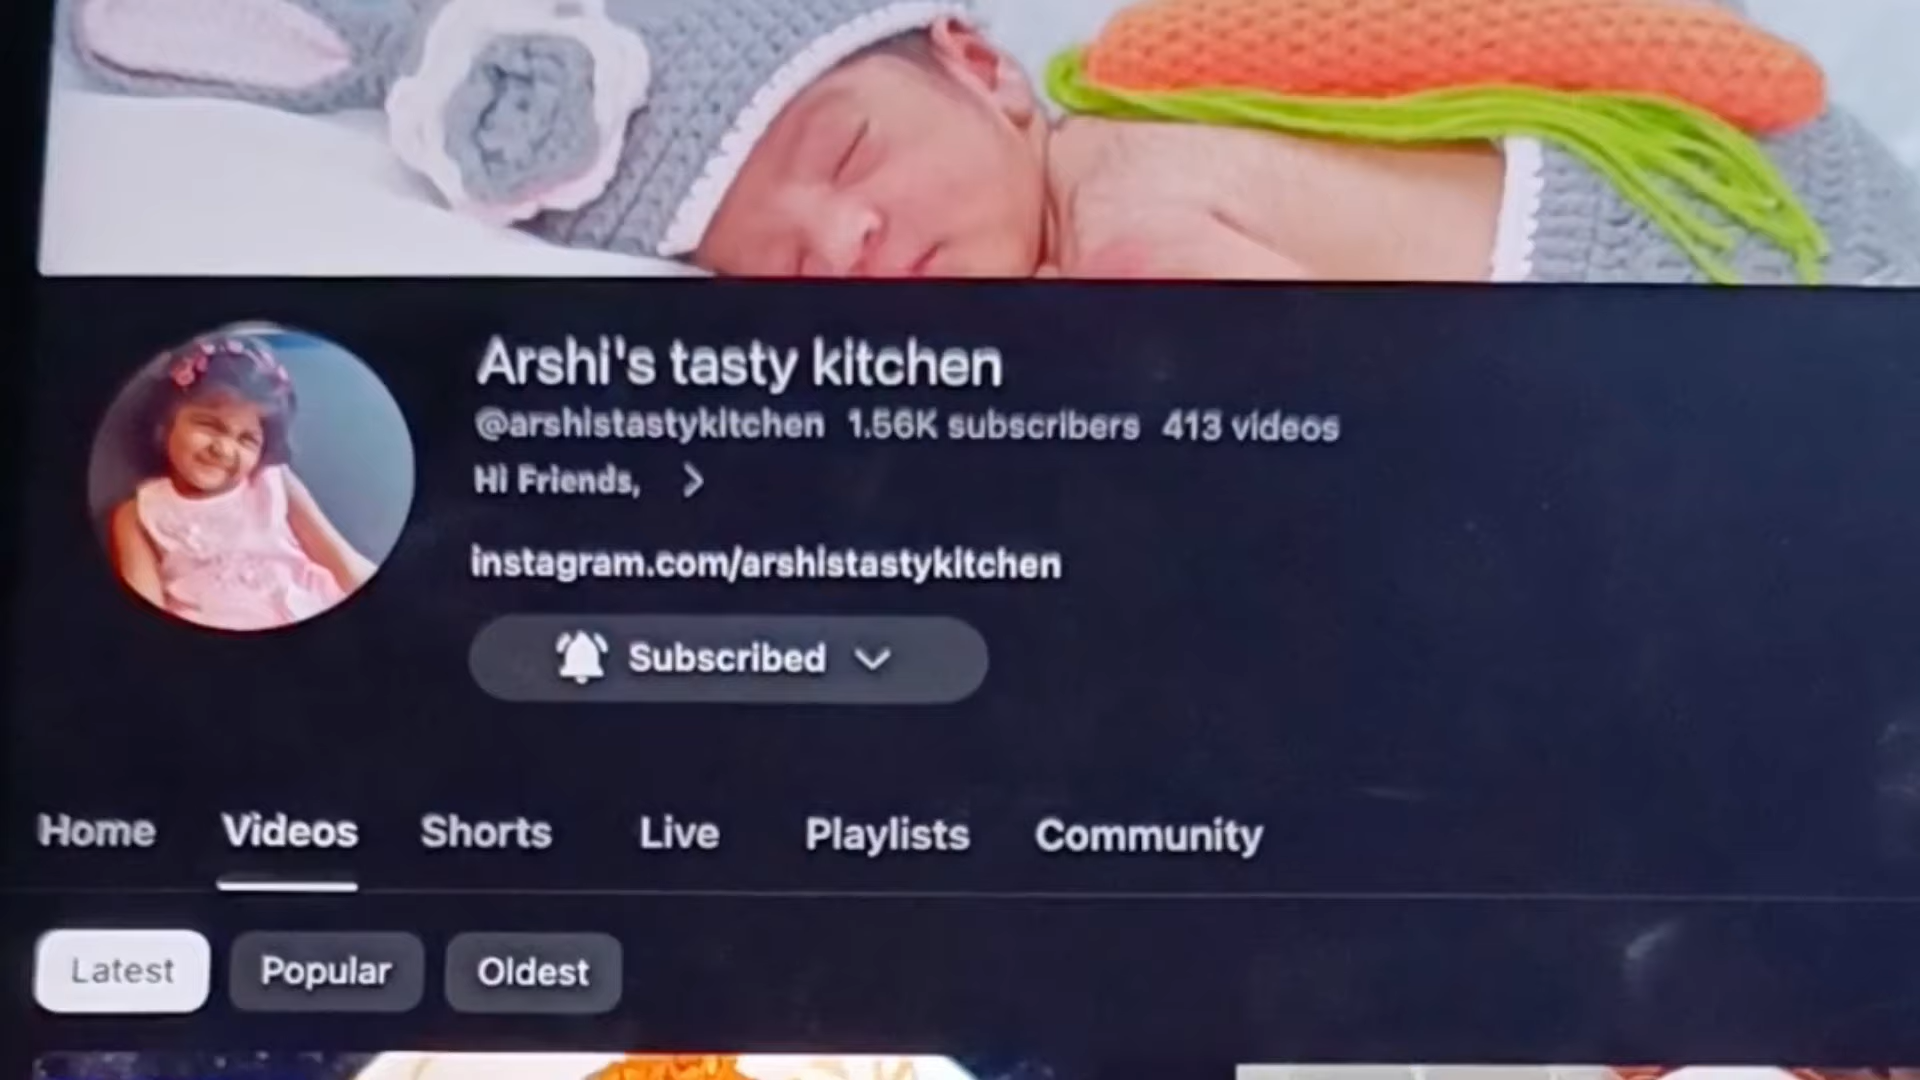 Arshi's tasty kitchen
@arshistastykitchen 1.56K subscribers 413 videos
Hi Friends,
instagram.com/arshistastykitchen
Subscribed
Home Videos Shorts Live Playlists Community
Latest Popular Oldest